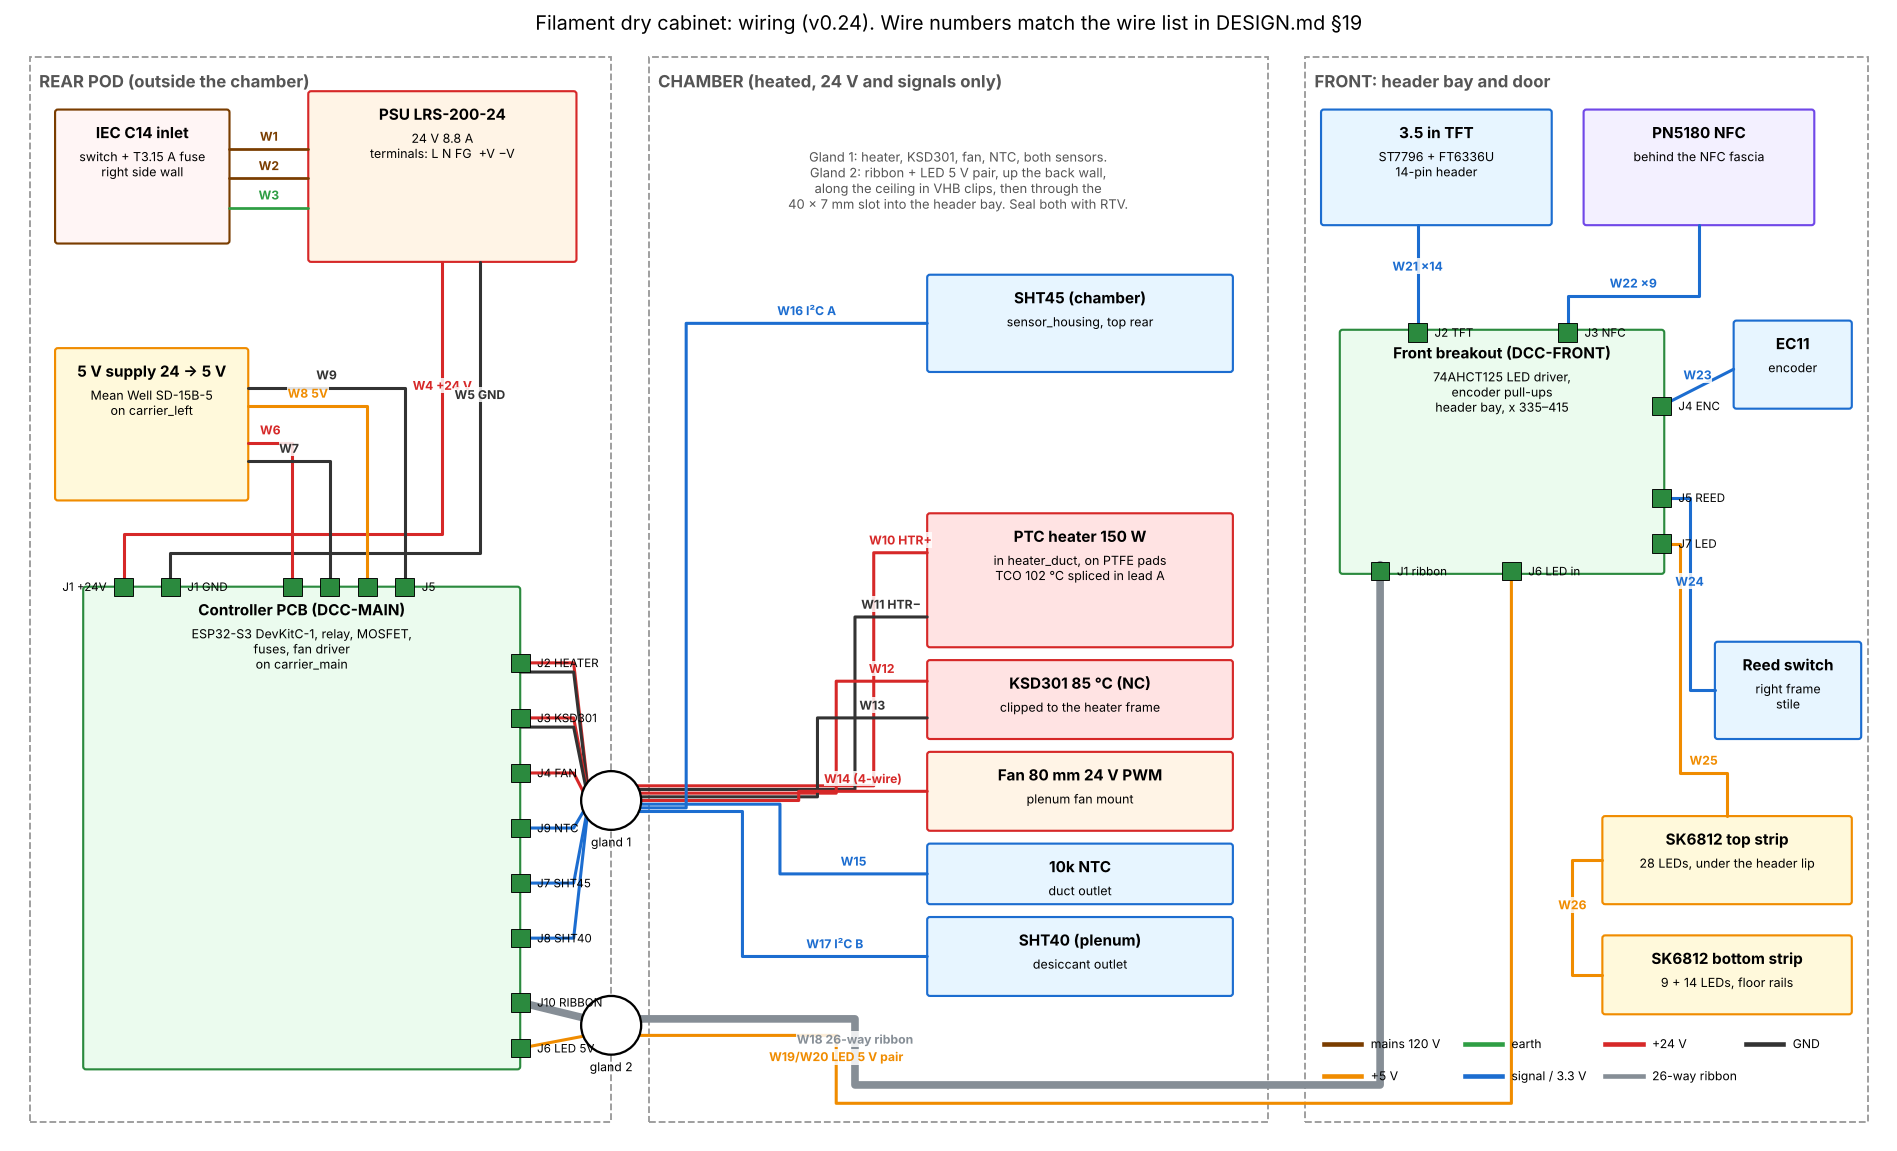 Filament dry cabinet: wiring (v0.24). Wire numbers match the wire list in DESIGN.md §19
REAR POD (outside the chamber)
IEC C14 inlet
switch + T3.15 A fuse
right side wall
W1
W2
W3
PSU LRS-200-24
24 V 8.8 A
terminals: L N FG  +V −V
5 V supply 24 → 5 V
Mean Well SD-15B-5
on carrier_left
W9
W8 5V
W6
W7
W4 +24 V
W5 GND
J1 +24V
J1 GND
J5
Controller PCB (DCC-MAIN)
ESP32-S3 DevKitC-1, relay, MOSFET,
fuses, fan driver
on carrier_main
J2 HEATER
J3 KSD301
J4 FAN
J9 NTC
J7 SHT45
J8 SHT40
J10 RIBBON
J6 LED 5V
gland 1
gland 2
CHAMBER (heated, 24 V and signals only)
Gland 1: heater, KSD301, fan, NTC, both sensors.
Gland 2: ribbon + LED 5 V pair, up the back wall,
along the ceiling in VHB clips, then through the
40 × 7 mm slot into the header bay. Seal both with RTV.
W16 I²C A
SHT45 (chamber)
sensor_housing, top rear
W10 HTR+
W11 HTR−
PTC heater 150 W
in heater_duct, on PTFE pads
TCO 102 °C spliced in lead A
W12
W13
KSD301 85 °C (NC)
clipped to the heater frame
W14 (4-wire)
Fan 80 mm 24 V PWM
plenum fan mount
W15
10k NTC
duct outlet
W17 I²C B
SHT40 (plenum)
desiccant outlet
W18 26-way ribbon
W19/W20 LED 5 V pair
FRONT: header bay and door
3.5 in TFT
ST7796 + FT6336U
14-pin header
PN5180 NFC
behind the NFC fascia
W21 ×14
W22 ×9
J2 TFT
J3 NFC
Front breakout (DCC-FRONT)
74AHCT125 LED driver,
encoder pull-ups
header bay, x 335–415
W23
EC11
encoder
J4 ENC
J5 REED
J7 LED
J1 ribbon
J6 LED in
W24
Reed switch
right frame
stile
W25
SK6812 top strip
28 LEDs, under the header lip
W26
SK6812 bottom strip
9 + 14 LEDs, floor rails
mains 120 V
earth
+24 V
GND
+5 V
signal / 3.3 V
26-way ribbon